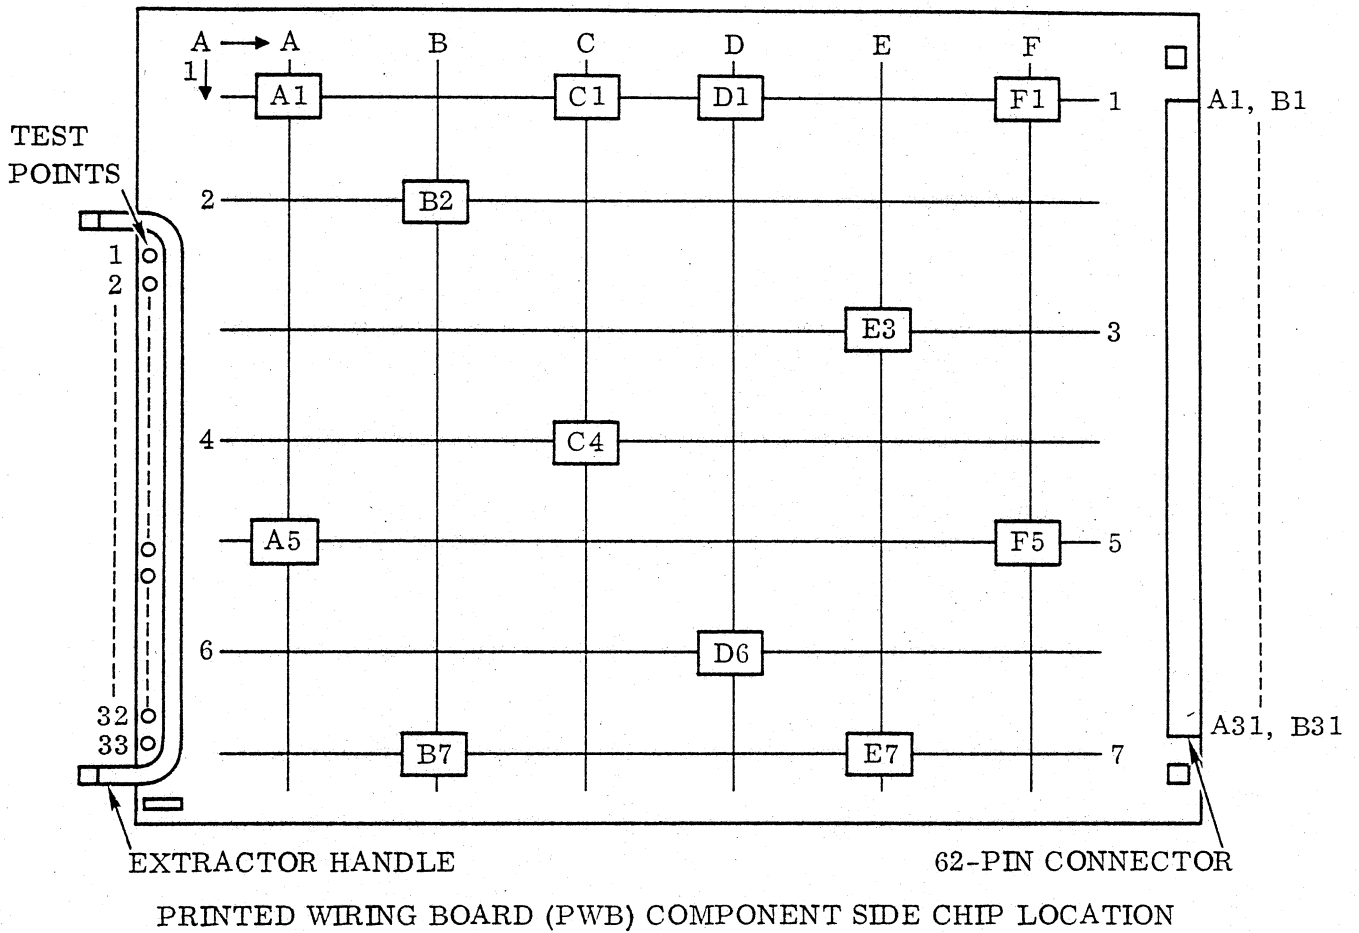 A A B C D E F
1
A1 C1 D1 F1 1 A1, B1
TEST
POINTS
2 B2
1
2
E3 3
4 C4
A5 F5 5
6 D6
32
33
A31, B31
B7 E7 7
EXTRACTOR HANDLE
62-PIN CONNECTOR
PRINTED WIRING BOARD (PWB) COMPONENT SIDE CHIP LOCATION